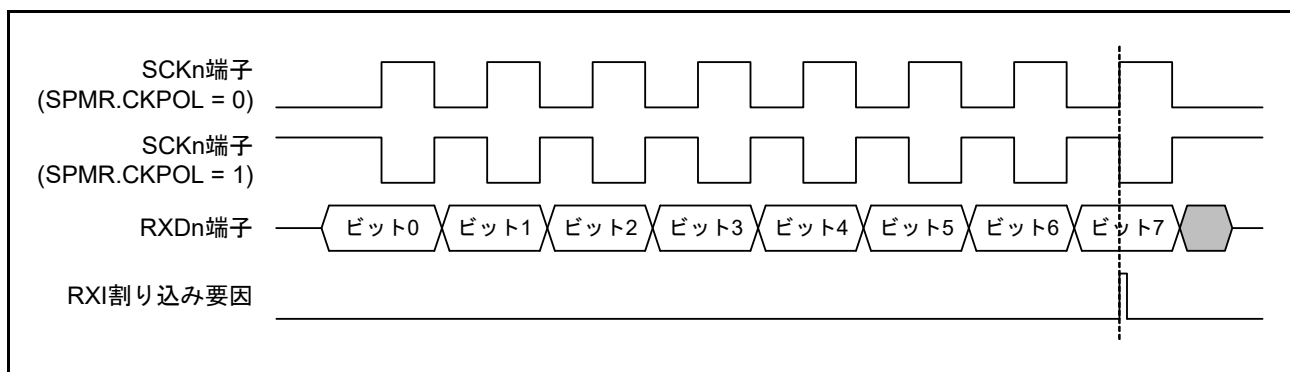 SCKn端子
(SPMR.CKPOL = 0)
SCKn端子
(SPMR.CKPOL = 1)
RXDn端子
ビット0 ビット1 ビット2 ビット3 ビット4 ビット5 ビット6 ビット7
RXI割り込み要因